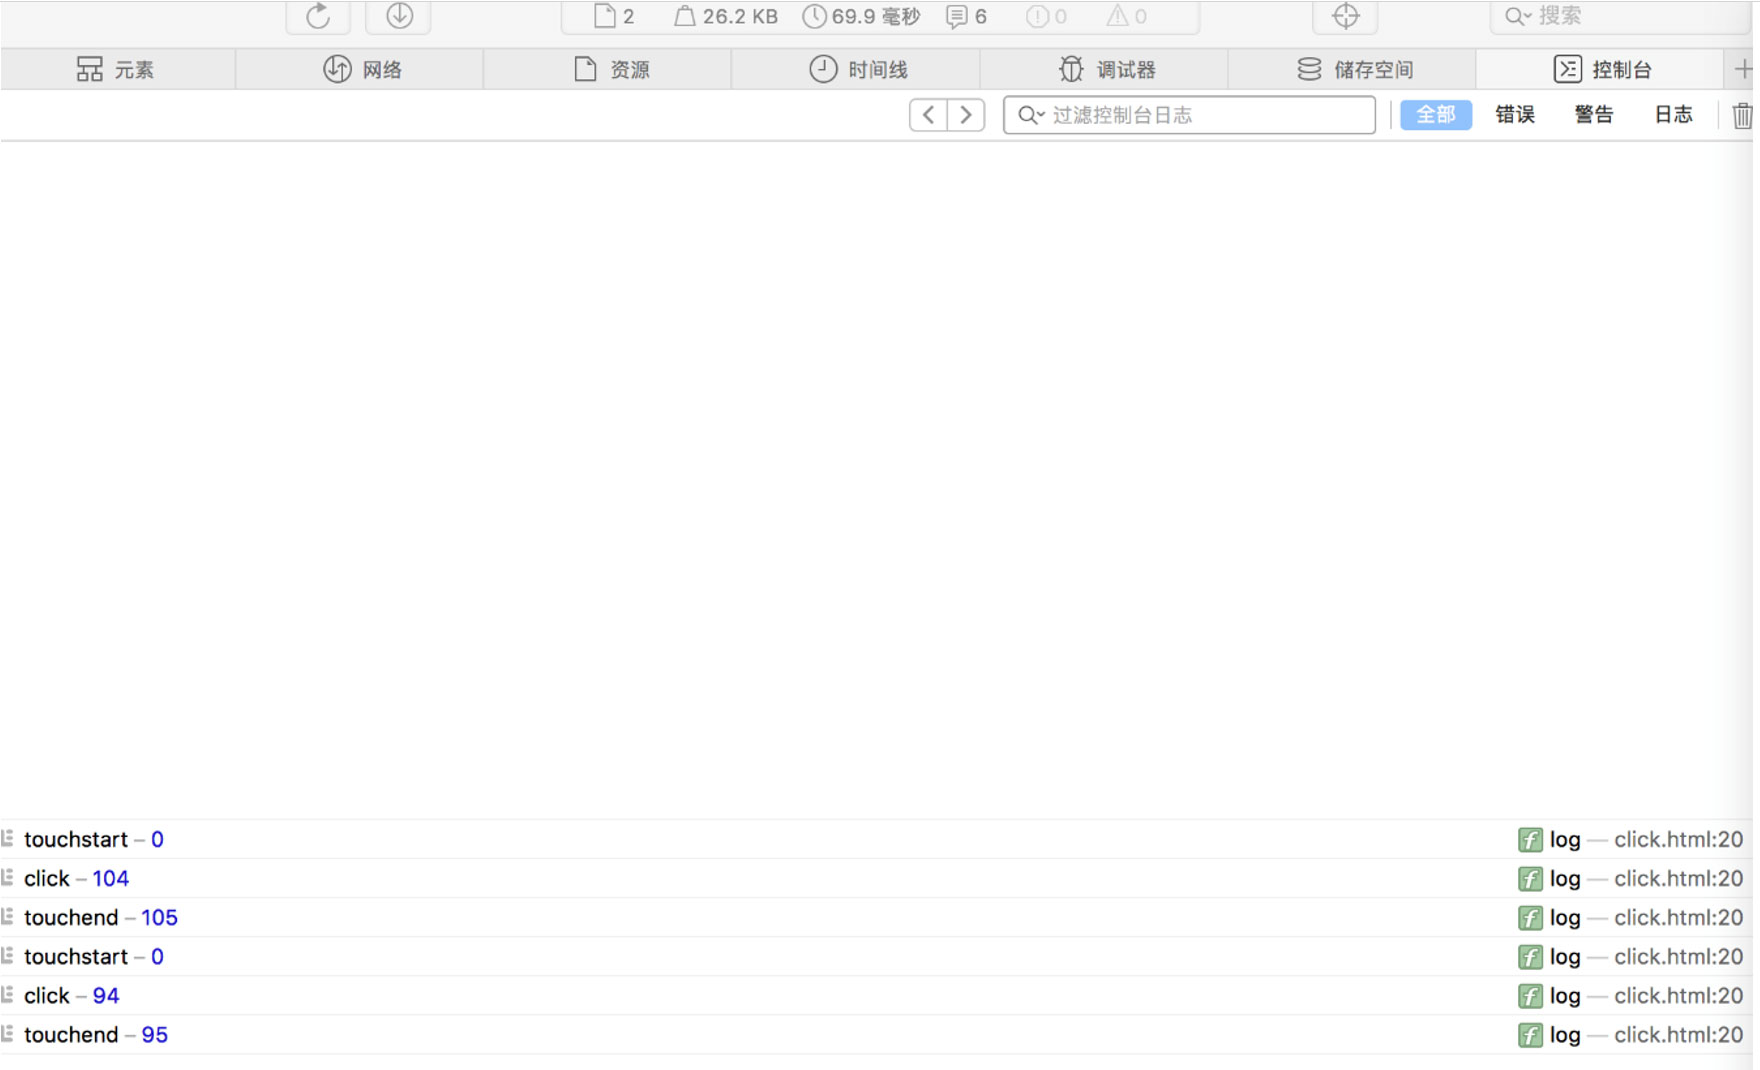 2 26.2 KB 69.9 毫秒 6 0 0 搜索
元素 网络 资源 时间线 调试器 储存空间 控制台
过滤控制台日志 全部 错误 警告 日志
touchstart – 0 f log — click.html:20
click – 104 f log — click.html:20
touchend – 105 f log — click.html:20
touchstart – 0 f log — click.html:20
click – 94 f log — click.html:20
touchend – 95 f log — click.html:20